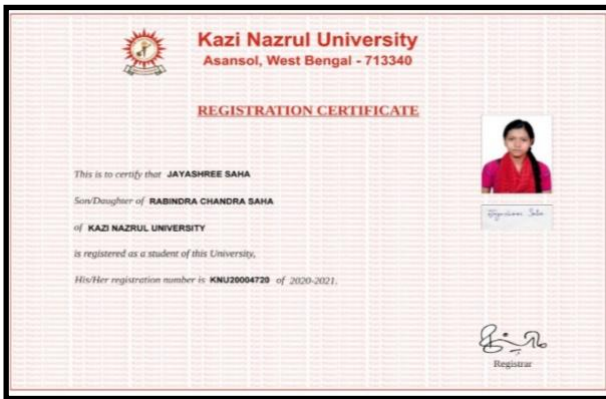 Kazi Nazrul University
Asansol, West Bengal - 713340
REGISTRATION CERTIFICATE
This is to certify that JAYASHREE SAHA
Son/Daughter of RABINDRA CHANDRA SAHA
of KAZI NAZRUL UNIVERSITY
is registered as a student of this University,
His/Her registration number is KNU20004720 of 2020-2021.
Jayashree Saha
Registrar